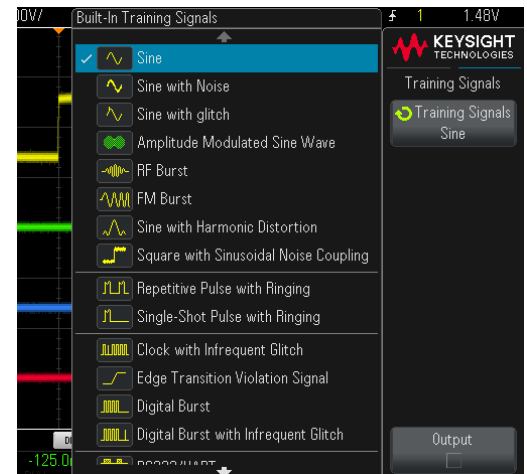 00V/
Built-In Training Signals
1
1.48V
KEYSIGHT
TECHNOLOGIES
Training Signals
Training Signals
Sine
Sine
Sine with Noise
Sine with glitch
Amplitude Modulated Sine Wave
RF Burst
FM Burst
Sine with Harmonic Distortion
Square with Sinusoidal Noise Coupling
Repetitive Pulse with Ringing
Single-Shot Pulse with Ringing
Clock with Infrequent Glitch
Edge Transition Violation Signal
Digital Burst
Digital Burst with Infrequent Glitch
Output
-125.0